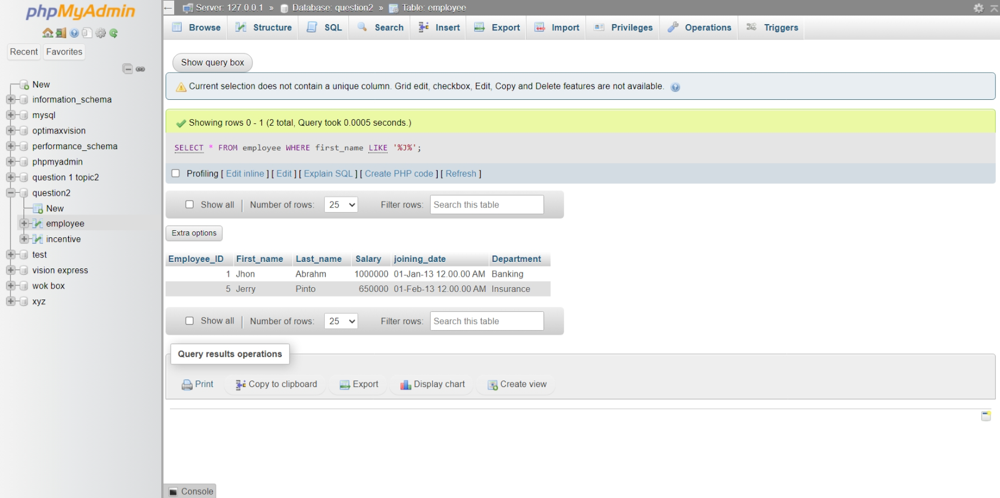 phpMyAdmin
Recent Favorites
New
information_schema
mysql
optimaxvision
performance_schema
phpmyadmin
question 1 topic2
question2
New
employee
incentive
test
vision express
wok box
xyz
Server: 127.0.0.1 » Database: question2 » Table: employee
Browse Structure SQL Search Insert Export Import Privileges Operations Triggers
Show query box
Current selection does not contain a unique column. Grid edit, checkbox, Edit, Copy and Delete features are not available.
Showing rows 0 - 1 (2 total, Query took 0.0005 seconds.)
SELECT * FROM employee WHERE first_name LIKE '%J%';
Profiling [ Edit inline ] [ Edit ] [ Explain SQL ] [ Create PHP code ] [ Refresh ]
Show all Number of rows: 25 Filter rows: Search this table
Extra options
Employee_ID First_name Last_name Salary joining_date Department
1 Jhon Abrahm 1000000 01-Jan-13 12.00.00 AM Banking
5 Jerry Pinto 650000 01-Feb-13 12.00.00 AM Insurance
Show all Number of rows: 25 Filter rows: Search this table
Query results operations
Print Copy to clipboard Export Display chart Create view
Console